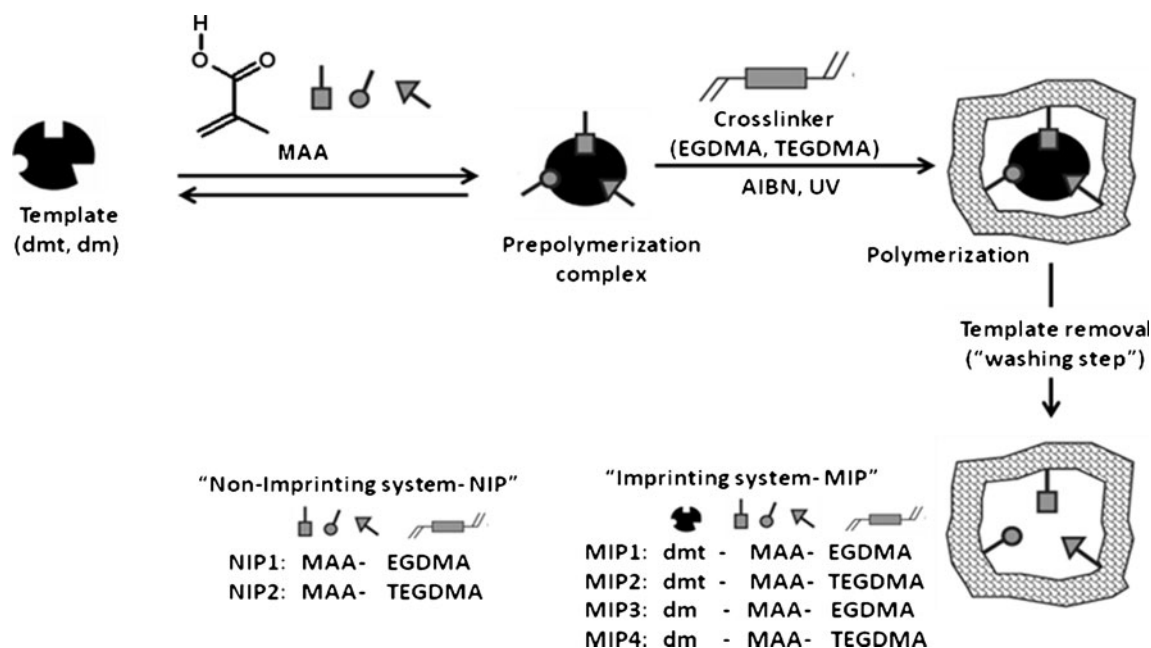 H
O
O
MAA
Template
(dmt, dm)
Prepolymerization
complex
Crosslinker
(EGDMA, TEGDMA)
AIBN, UV
Polymerization
Template removal
(“washing step”)
“Non-Imprinting system- NIP”
NIP1: MAA- EGDMA
NIP2: MAA- TEGDMA
“Imprinting system- MIP”
MIP1: dmt - MAA- EGDMA
MIP2: dmt - MAA- TEGDMA
MIP3: dm - MAA- EGDMA
MIP4: dm - MAA- TEGDMA